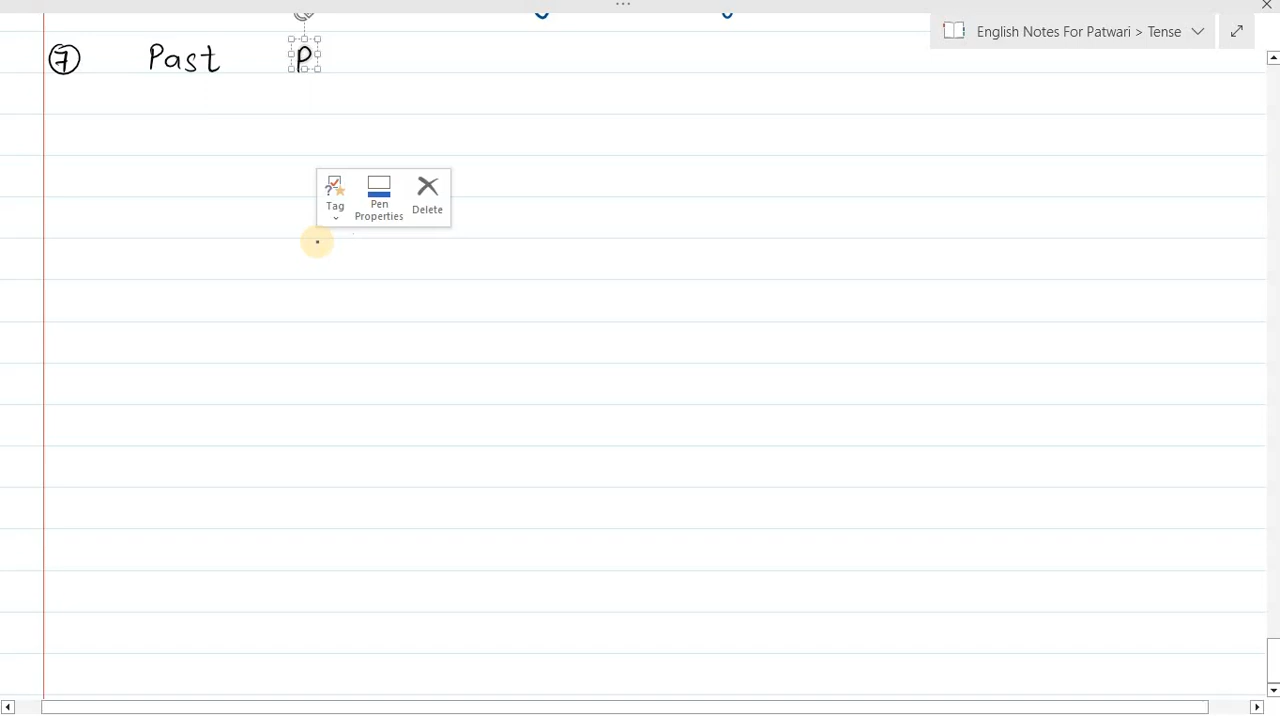 English Notes For Patwari > Tense
7 Past P
Tag
Pen Properties
Delete